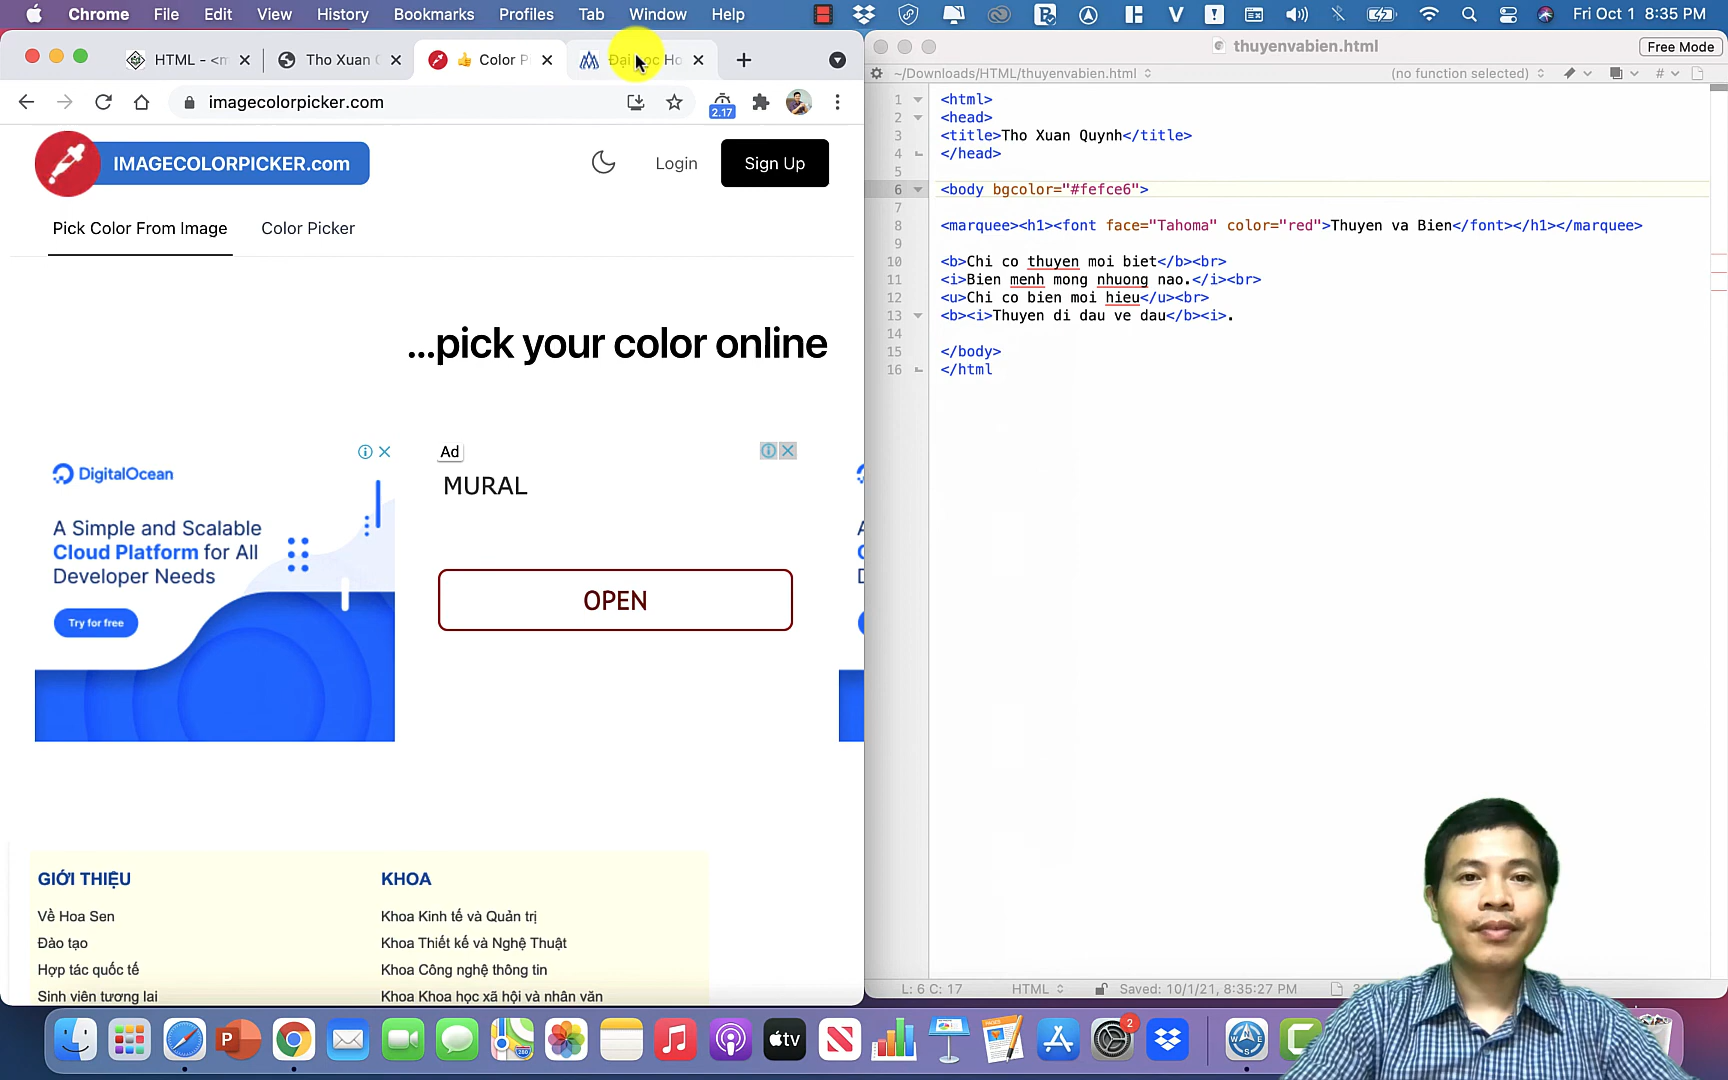 Chrome File Edit View History Bookmarks Profiles Tab Window Help
Fri Oct 1 8:35 PM
HTML - <m
Tho Xuan Q
Color P
imagecolorpicker.com
2.17
IMAGECOLORPICKER.com
Login
Sign Up
Pick Color From Image
Color Picker
...pick your color online
DigitalOcean
A Simple and Scalable
Cloud Platform for All
Developer Needs
Try for free
Ad
MURAL
OPEN
GIỚI THIỆU
Về Hoa Sen
Đào tạo
Hợp tác quốc tế
Sinh viên tương lai
KHOA
Khoa Kinh tế và Quản trị
Khoa Thiết kế và Nghệ Thuật
Khoa Công nghệ thông tin
Khoa Khoa học xã hội và nhân văn
thuyenvabien.html
Free Mode
~/Downloads/HTML/thuyenvabien.html
(no function selected)
#
1 <html>
2 <head>
3 <title>Tho Xuan Quynh</title>
4 </head>
5
6 <body bgcolor="#fefce6">
7
8 <marquee><h1><font face="Tahoma" color="red">Thuyen va Bien</font></h1></marquee>
9
10 <b>Chi co thuyen moi biet</b><br>
11 <i>Bien menh mong nhuong nao.</i><br>
12 <u>Chi co bien moi hieu</u><br>
13 <b><i>Thuyen di dau ve dau</b><i>.
14
15 </body>
16 </html
L: 6 C: 17
HTML
Saved: 10/1/21, 8:35:27 PM
tv
2